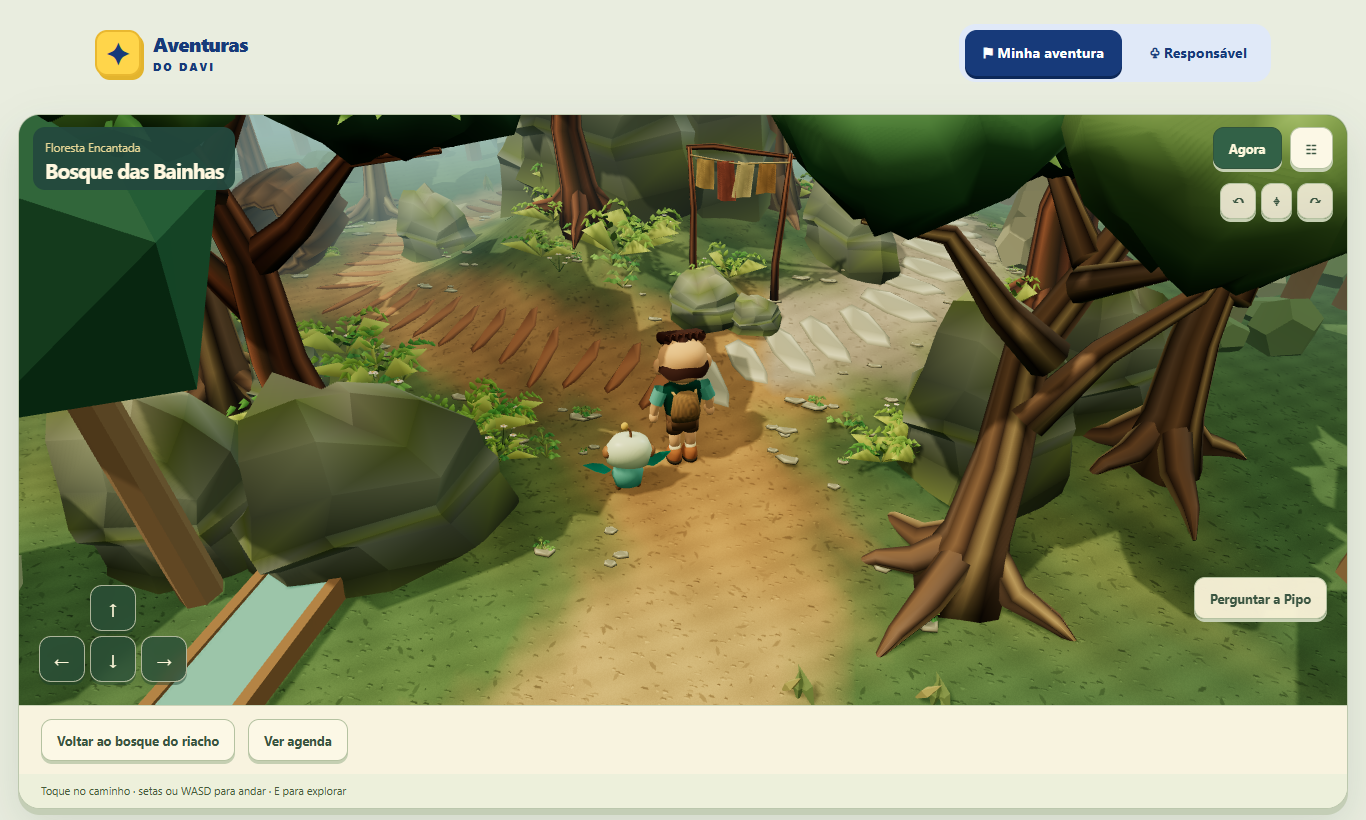 Aventuras
DO DAVI
Minha aventura
Responsável
Floresta Encantada
Bosque das Bainhas
Agora
Perguntar a Pipo
Voltar ao bosque do riacho
Ver agenda
Toque no caminho · setas ou WASD para andar · E para explorar